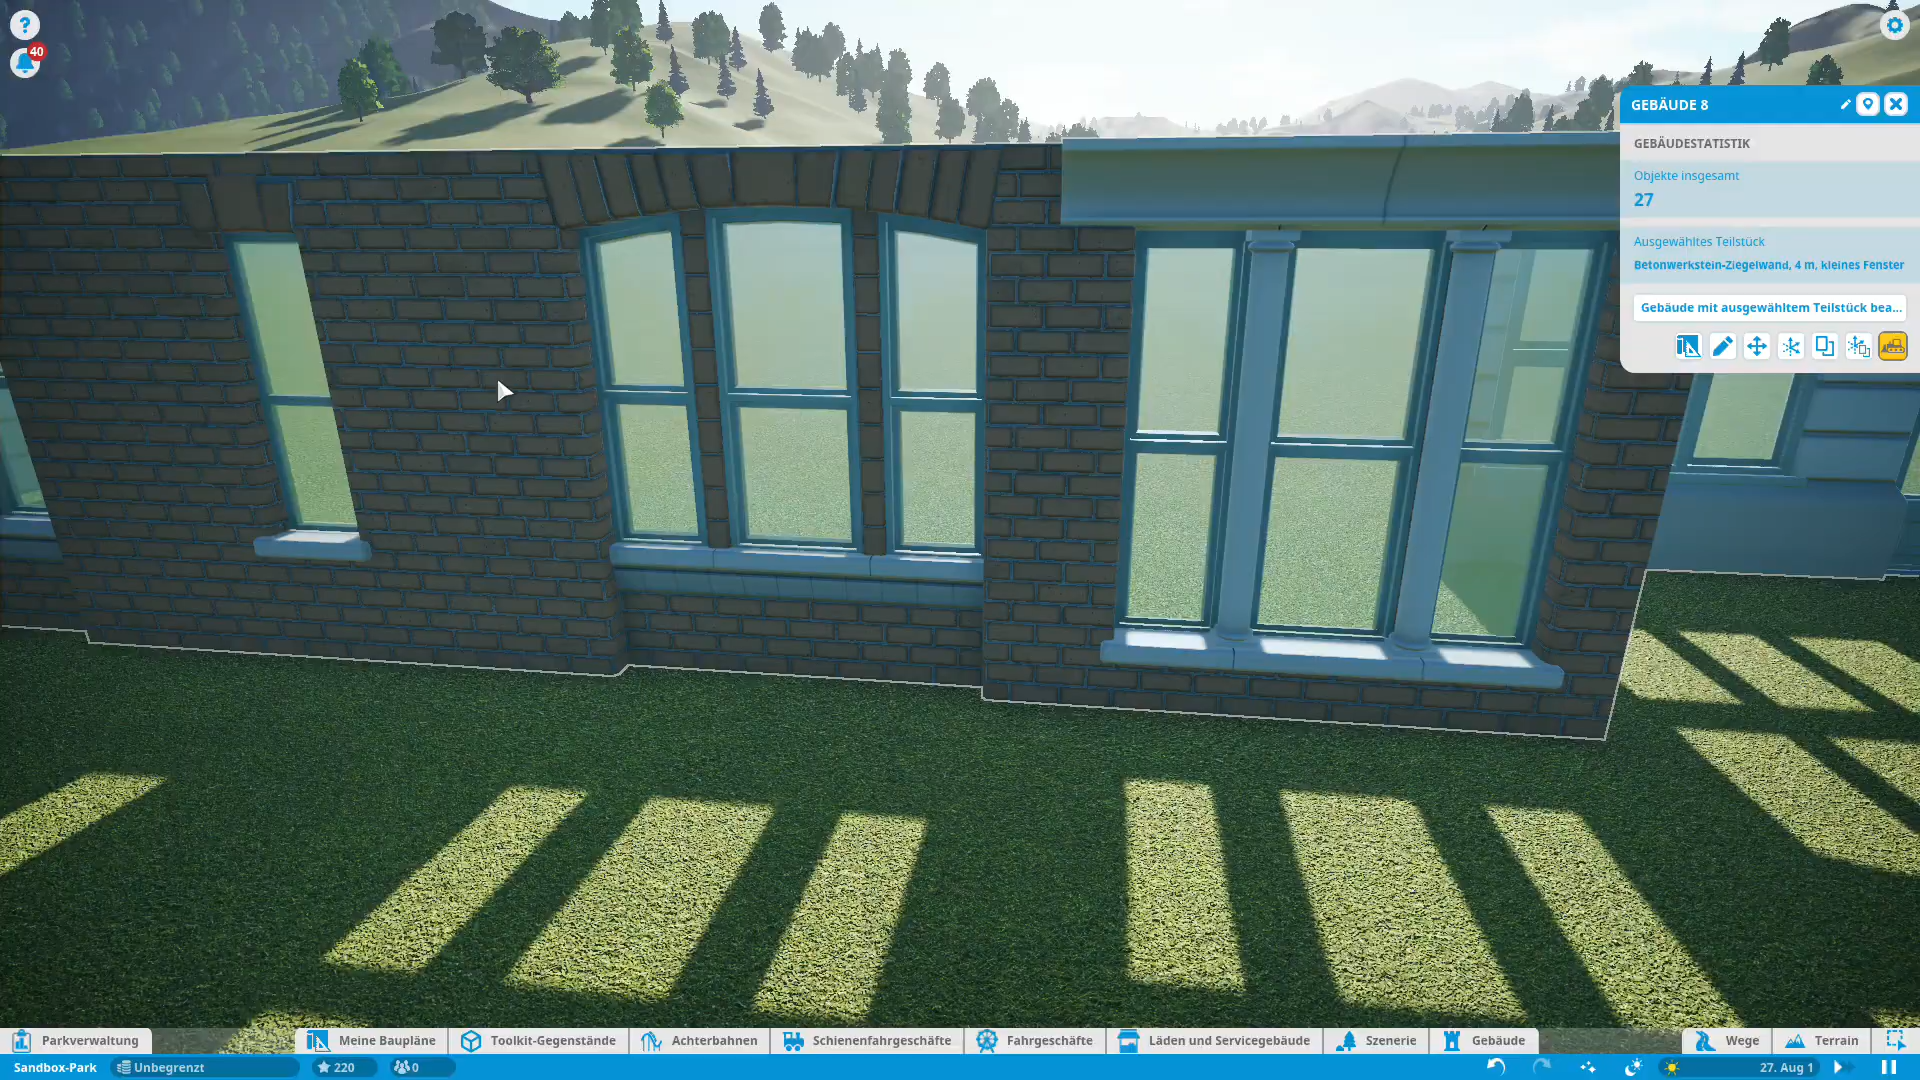 ?
40
GEBÄUDE 8
GEBÄUDESTATISTIK
Objekte insgesamt
27
Ausgewähltes Teilstück
Betonwerkstein-Ziegelwand, 4 m, kleines Fenster
Gebäude mit ausgewähltem Teilstück bea...
Parkverwaltung
Meine Baupläne
Toolkit-Gegenstände
Achterbahnen
Schienenfahrgeschäfte
Fahrgeschäfte
Läden und Servicegebäude
Szenerie
Gebäude
Wege
Terrain
Sandbox-Park
Unbegrenzt
220
0
27. Aug 1